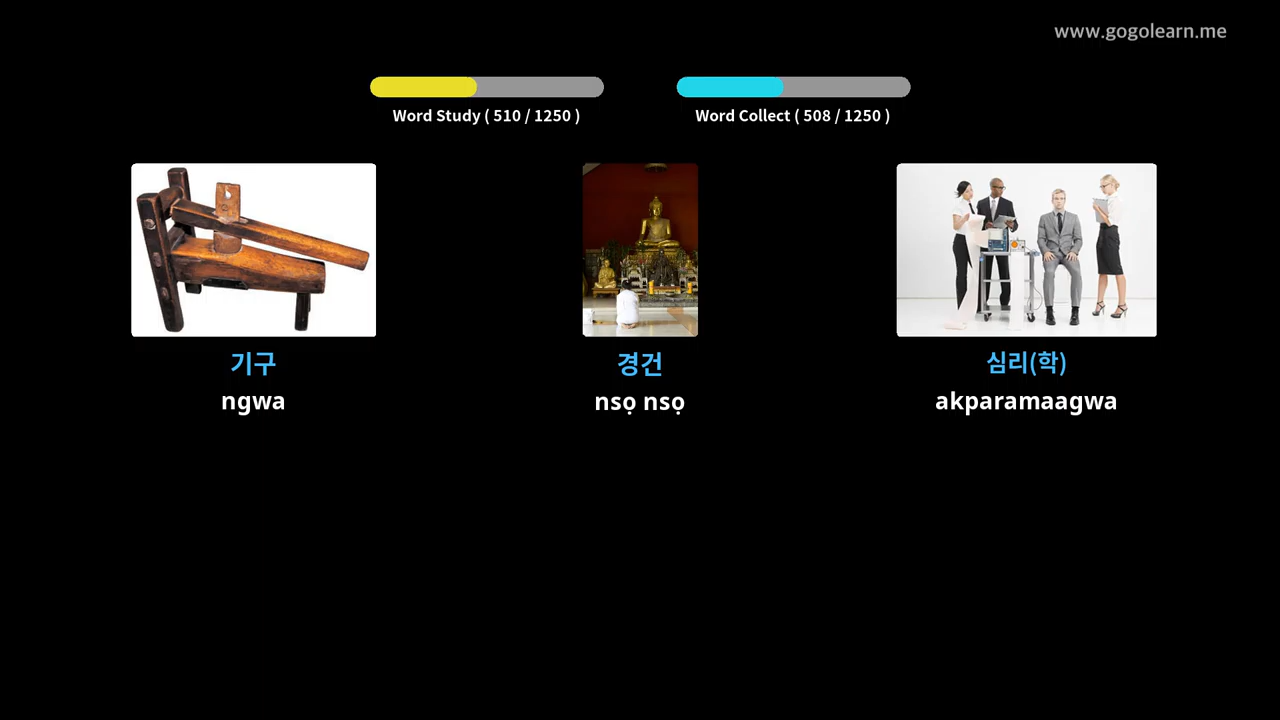 www.gogolearn.me
Word Study ( 510 / 1250 )
Word Collect ( 508 / 1250 )
기구
경건
심리(학)
ngwa
nsọ nsọ
akparamaagwa